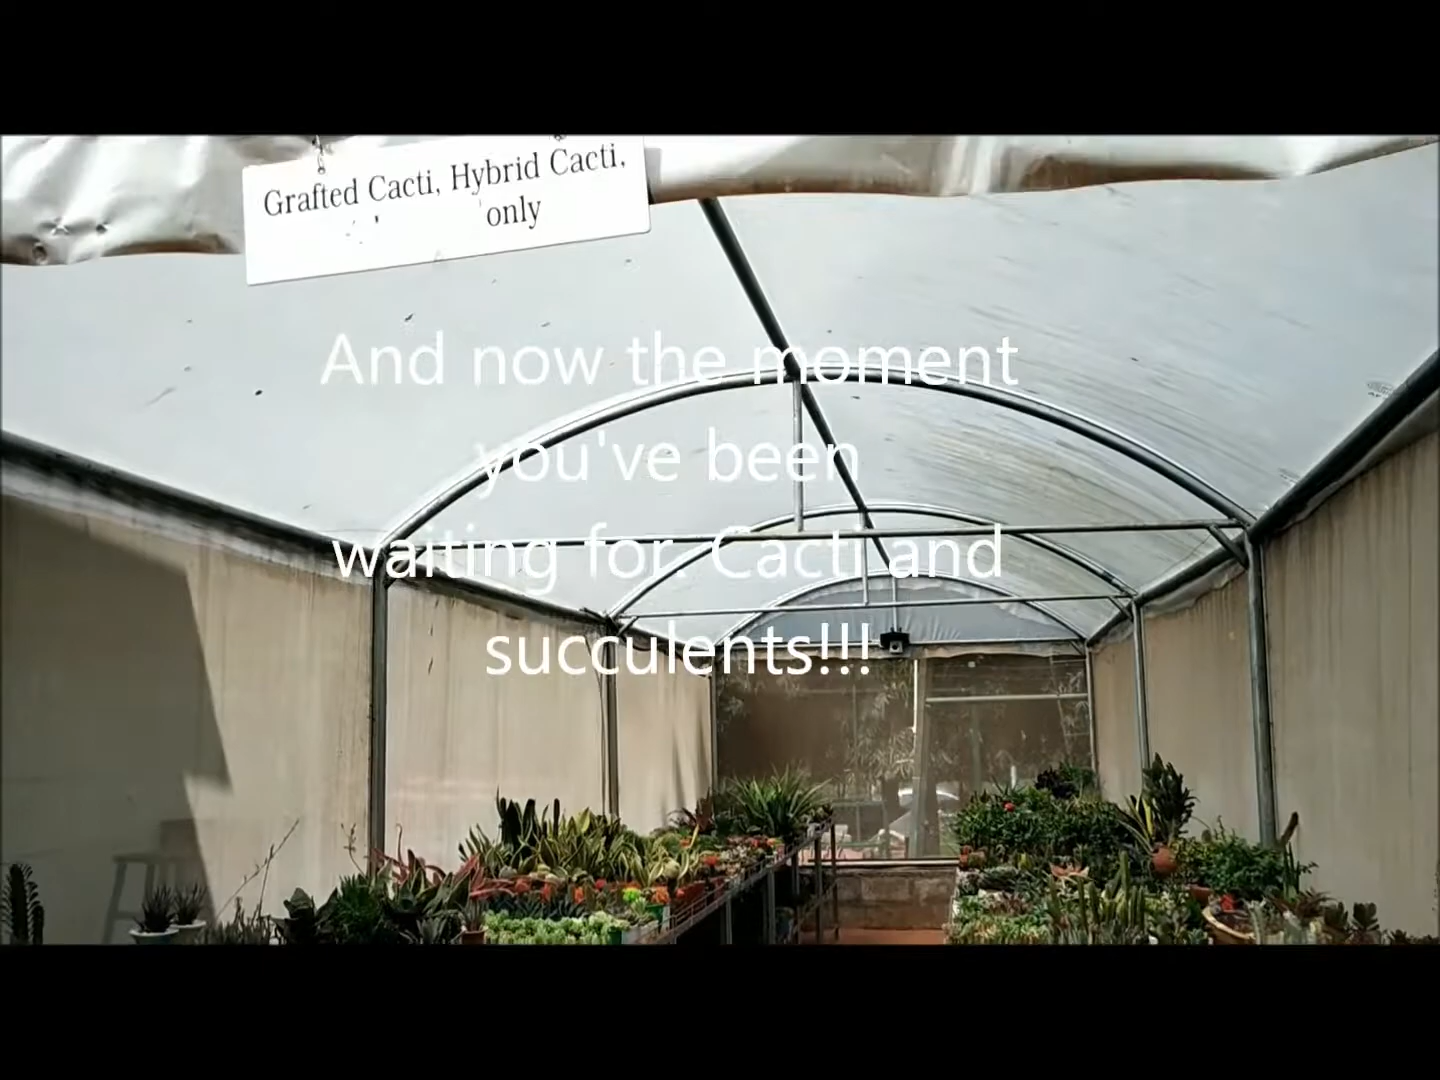 Grafted Cacti, Hybrid Cacti,
only
And now the moment
you've been
waiting for. Cacti and
succulents!!!